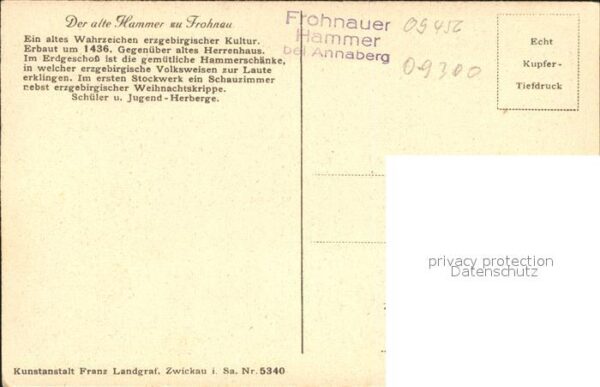 Der alte Hammer zu Frohnau
Ein altes Wahrzeichen erzgebirgischer Kultur.
Erbaut um 1436. Gegenüber altes Herrenhaus.
Im Erdgeschoß ist die gemütliche Hammerschänke,
in welcher erzgebirgische Volksweisen zur Laute
erklingen. Im ersten Stockwerk ein Schauzimmer
nebst erzgebirgischer Weihnachtskrippe.
Schüler u. Jugend-Herberge.
Frohnauer
Hammer
bei Annaberg
09456
09300
Echt
Kupfer-
Tiefdruck
privacy protection
Datenschutz
Kunstanstalt Franz Landgraf, Zwickau i. Sa. Nr. 5340